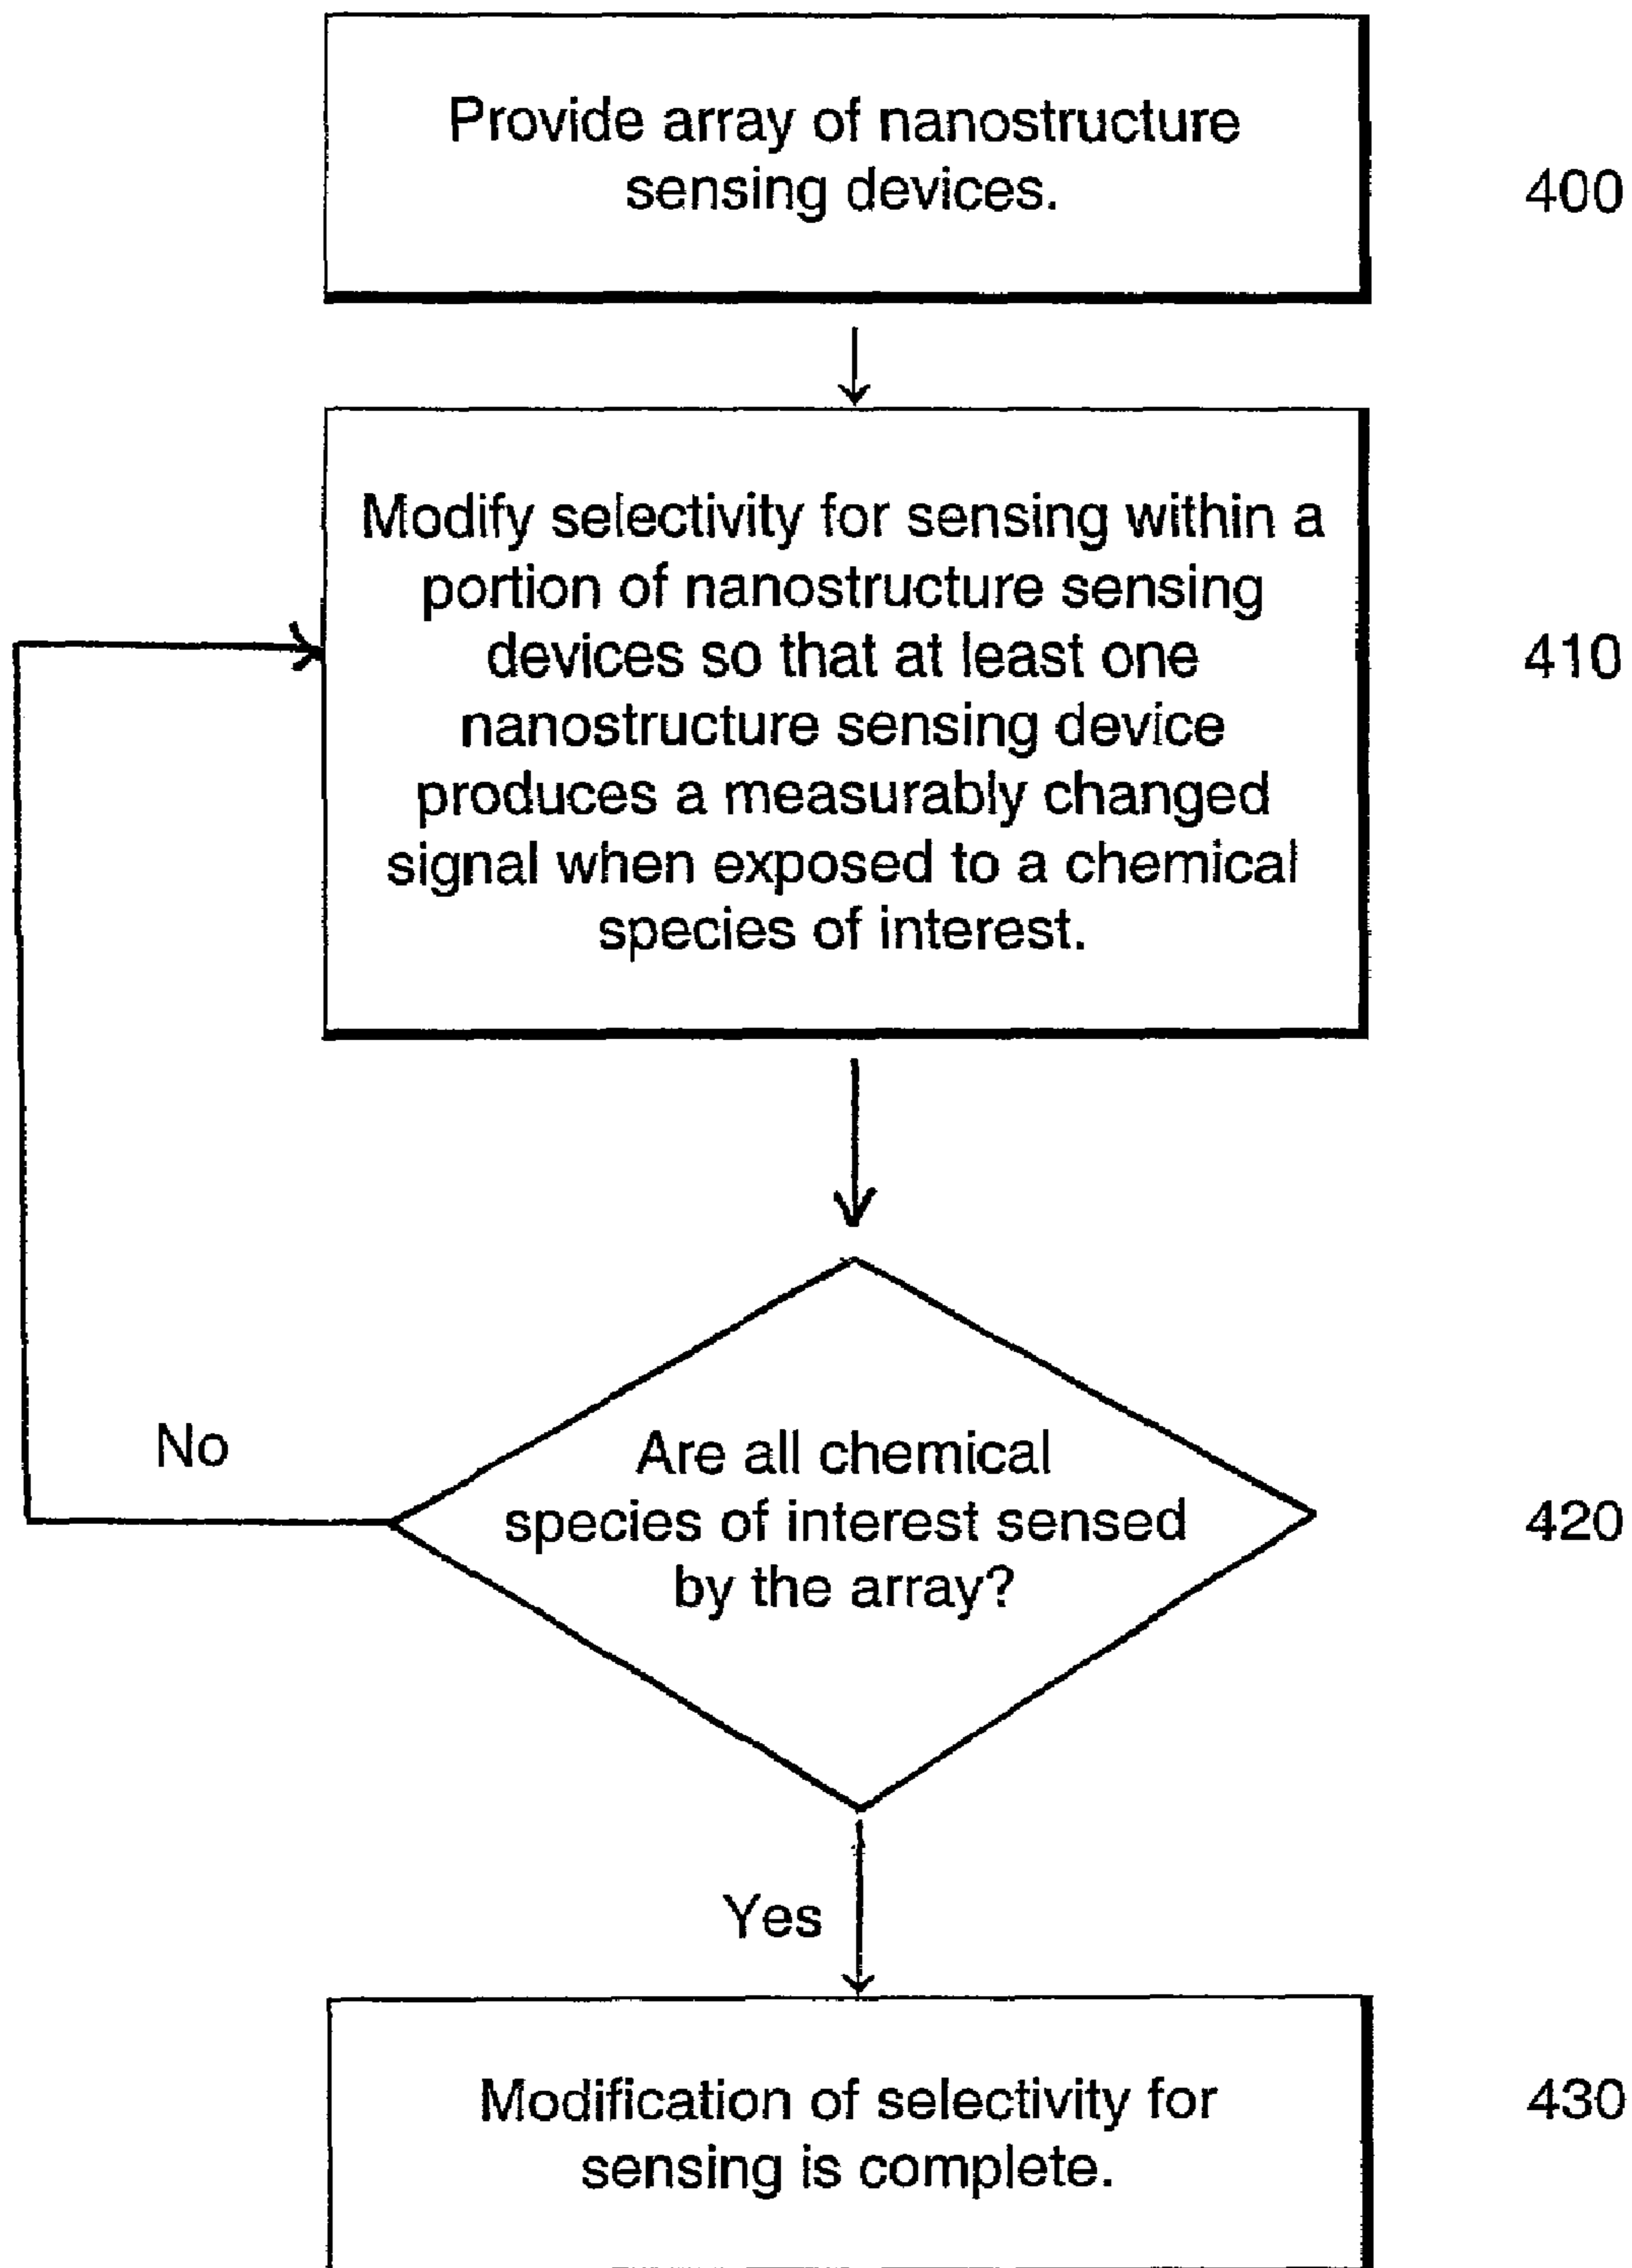 Provide array of nanostructure
sensing devices.
400
Modify selectivity for sensing within a
portion of nanostructure sensing
devices so that at least one
nanostructure sensing device
produces a measurably changed
signal when exposed to a chemical
species of interest.
410
No
Are all chemical
species of interest sensed
by the array?
420
Yes
Modification of selectivity for
sensing is complete.
430